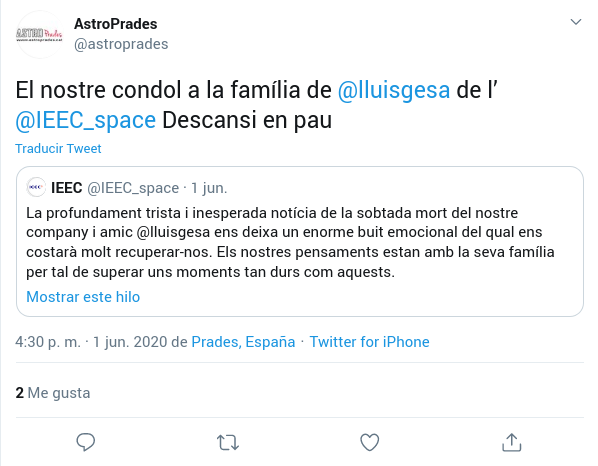 AstroPrades
@astroprades
El nostre condol a la família de @lluisgesa de l’
@IEEC_space Descansi en pau
Traducir Tweet
IEEC @IEEC_space · 1 jun.
La profundament trista i inesperada notícia de la sobtada mort del nostre
company i amic @lluisgesa ens deixa un enorme buit emocional del qual ens
costarà molt recuperar-nos. Els nostres pensaments estan amb la seva família
per tal de superar uns moments tan durs com aquests.
Mostrar este hilo
4:30 p. m. · 1 jun. 2020 de Prades, España · Twitter for iPhone
2 Me gusta